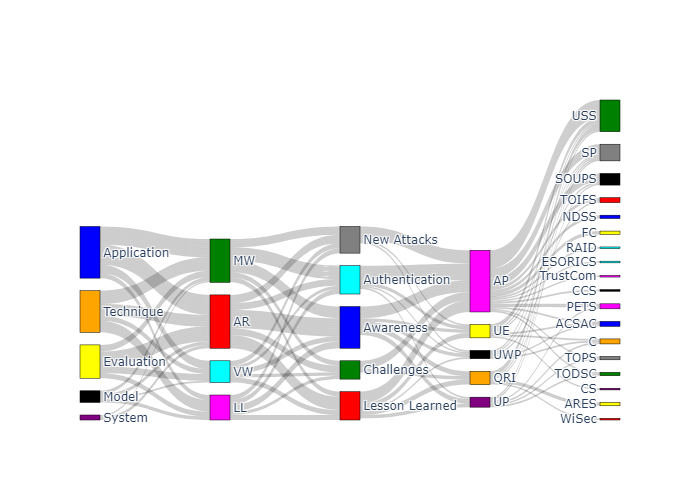 Application
Technique
Evaluation
Model
System
MW
AR
VW
LL
New Attacks
Authentication
Awareness
Challenges
Lesson Learned
AP
UE
UWP
QRI
UP
USS
SP
SOUPS
TOIFS
NDSS
FC
RAID
ESORICS
TrustCom
CCS
PETS
ACSAC
C
TOPS
TODSC
CS
ARES
WiSec